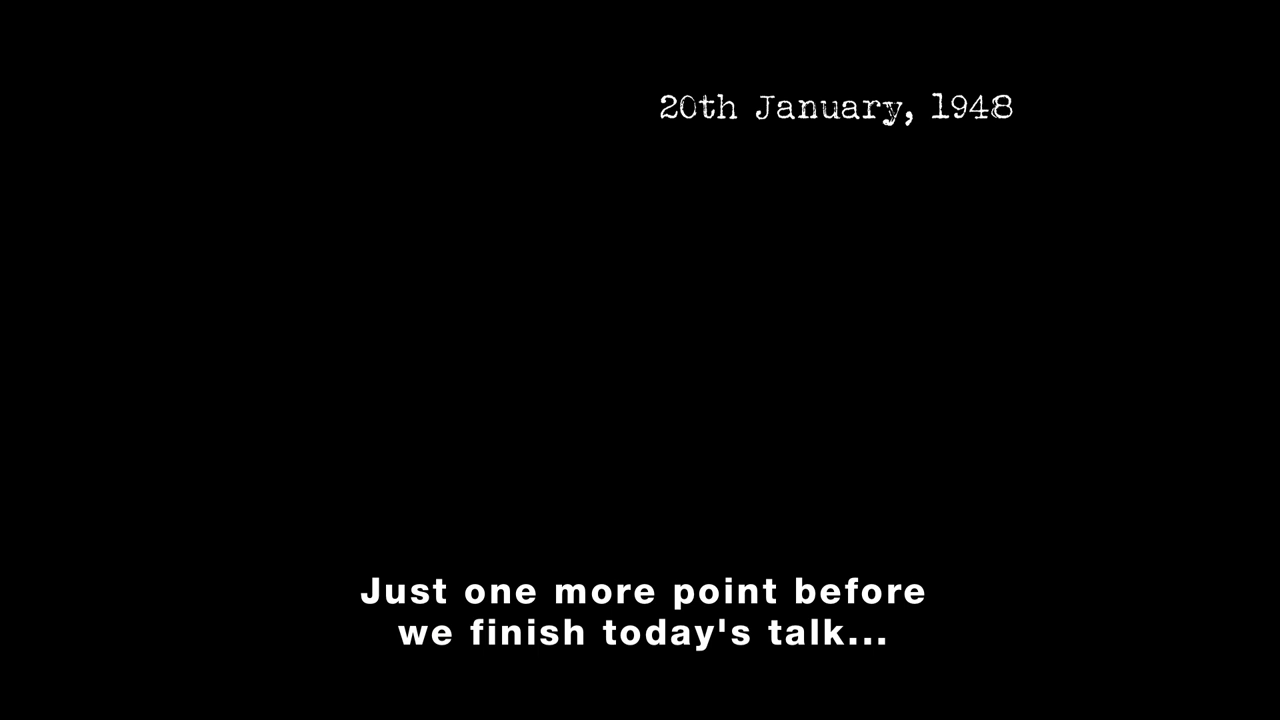 20th January, 1948
Just one more point before
we finish today's talk...